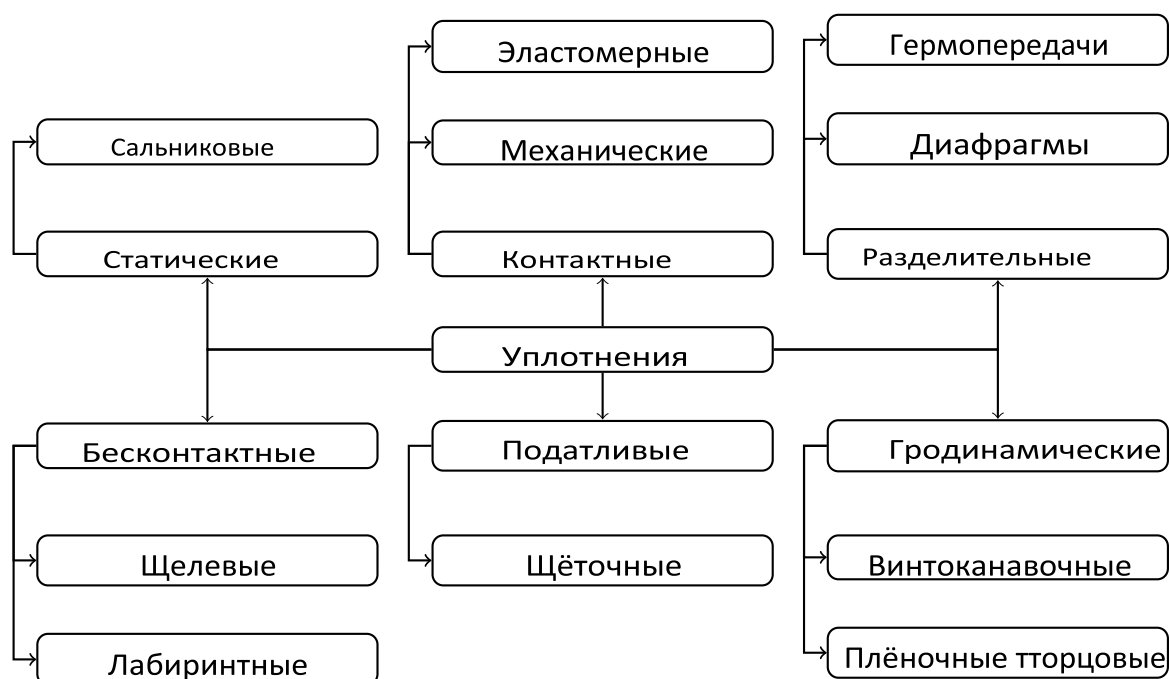 Эластомерные
Гермопередачи
Сальниковые
Механические
Диафрагмы
Статические
Контактные
Разделительные
Уплотнения
Бесконтактные
Податливые
Гродинамические
Щелевые
Щёточные
Винтоканавочные
Лабиринтные
Плёночные тторцовые